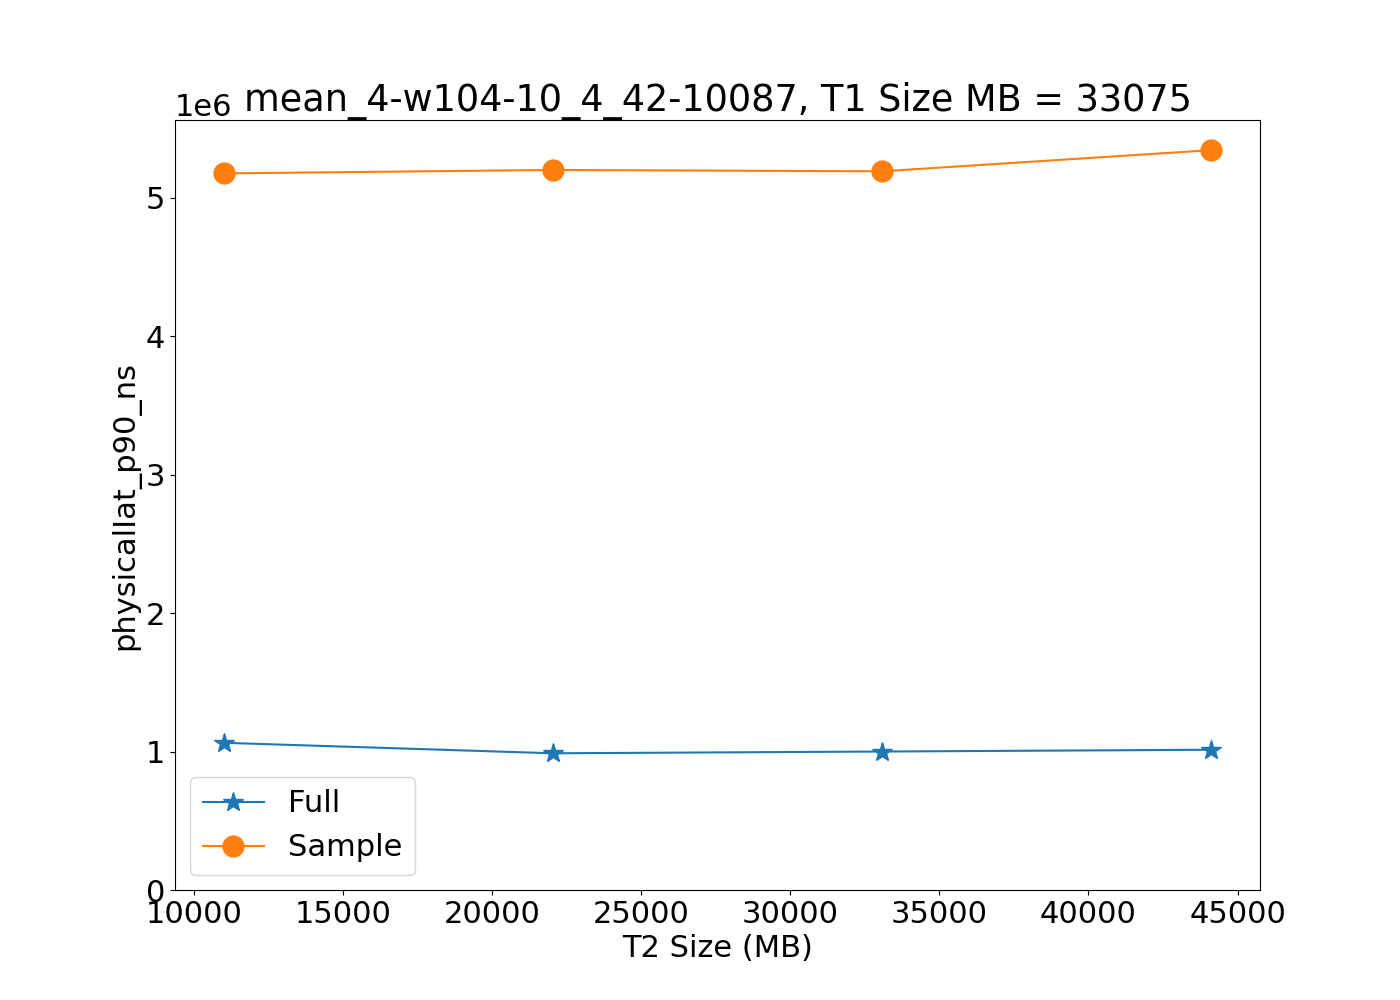 1e6
mean_4-w104-10_4_42-10087, T1 Size MB = 33075
physicallat_p90_ns
5
4
3
2
1
0
Full
Sample
10000 15000 20000 25000 30000 35000 40000 45000
T2 Size (MB)